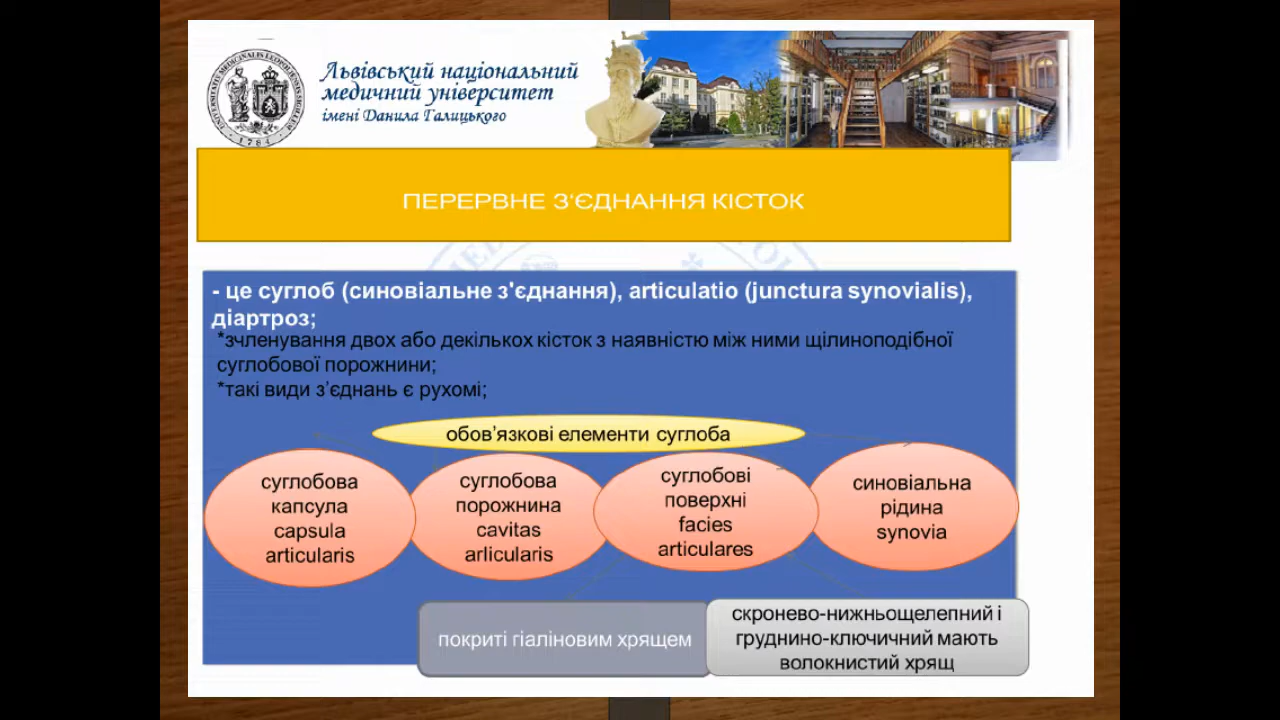 Львівський національний
медичний університет
імені Данила Галицького
1784
ПЕРЕРВНЕ З'ЄДНАННЯ КІСТОК
- це суглоб (синовіальне з'єднання), articulatio (junctura synovialis),
діартроз;
*зчленування двох або декількох кісток з наявністю між ними щілиноподібної
суглобової порожнини;
*такі види з’єднань є рухомі;
обов’язкові елементи суглоба
суглобова
капсула
capsula
articularis
суглобова
порожнина
cavitas
arlicularis
суглобові
поверхні
facies
articulares
синовіальна
рідина
synovia
покриті гіаліновим хрящем
скронево-нижньощелепний і
груднино-ключичний мають
волокнистий хрящ